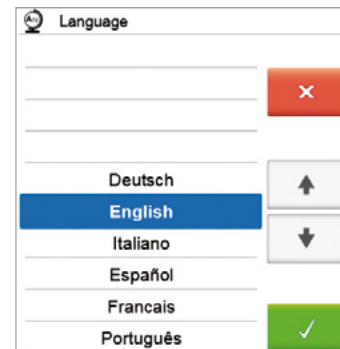 Language
Deutsch
English
Italiano
Español
Francais
Português